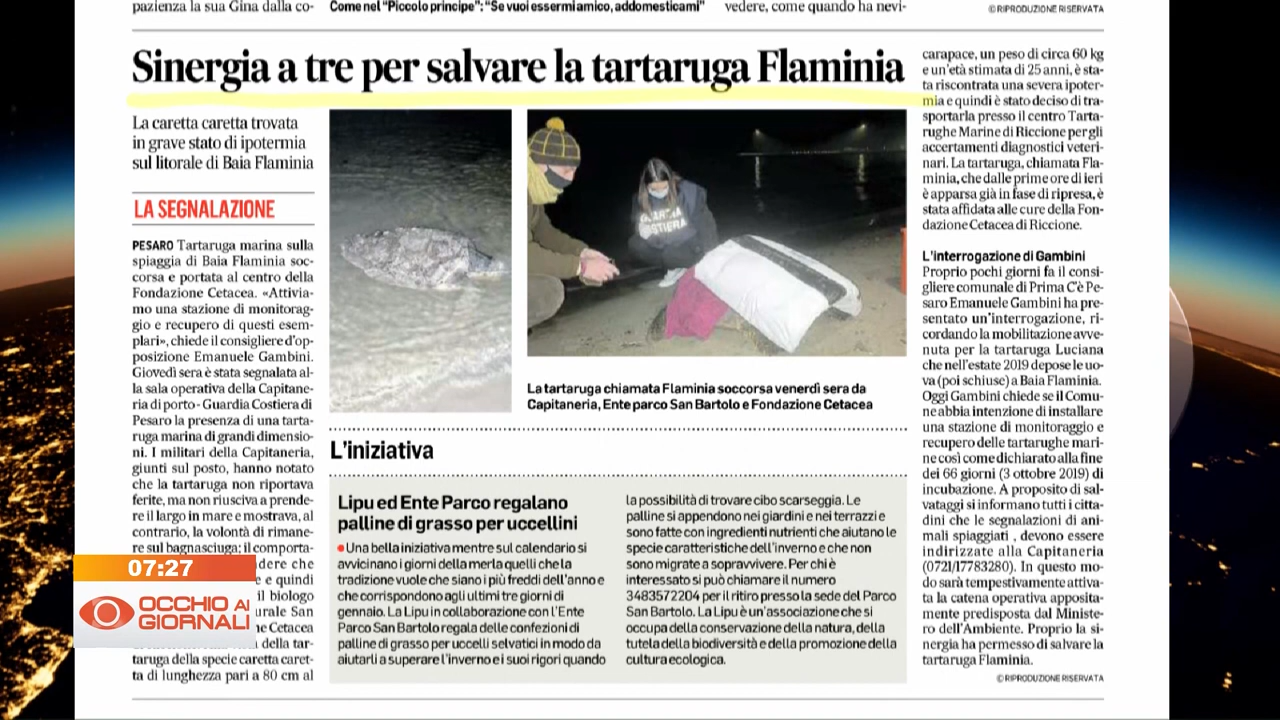 pazienza la sua Gina dalla co-
Come nel "Piccolo principe": "Se vuoi essermi amico, addomesticami"
vedere, come quando ha nevi-
© RIPRODUZIONE RISERVATA
Sinergia a tre per salvare la tartaruga Flaminia
La caretta caretta trovata
in grave stato di ipotermia
sul litorale di Baia Flaminia
LA SEGNALAZIONE
PESARO Tartaruga marina sulla
spiaggia di Baia Flaminia soc-
corsa e portata al centro della
Fondazione Cetacea. «Attivia-
mo una stazione di monitorag-
gio e recupero di questi esem-
plari», chiede il consigliere d'op-
posizione Emanuele Gambini.
Giovedì sera è stata segnalata al-
la sala operativa della Capitane-
ria di porto - Guardia Costiera di
Pesaro la presenza di una tarta-
ruga marina di grandi dimensio-
ni. I militari della Capitaneria,
giunti sul posto, hanno notato
che la tartaruga non riportava
ferite, ma non riusciva a prende-
re il largo in mare e mostrava, al
contrario, la volontà di rimane-
re sul bagnasciuga; il comporta-
dere che
e e quindi
il biologo
urale San
ne Cetacea
della tar-
taruga della specie caretta caret-
ta di lunghezza pari a 80 cm al
07:27
OCCHIO AI
GIORNALI
GUARDIA
COSTIERA
La tartaruga chiamata Flaminia soccorsa venerdì sera da
Capitaneria, Ente parco San Bartolo e Fondazione Cetacea
L'iniziativa
Lipu ed Ente Parco regalano
palline di grasso per uccellini
● Una bella iniziativa mentre sul calendario si
avvicinano i giorni della merla quelli che la
tradizione vuole che siano i più freddi dell'anno e
che corrispondono agli ultimi tre giorni di
gennaio. La Lipu in collaborazione con l'Ente
Parco San Bartolo regala delle confezioni di
palline di grasso per uccelli selvatici in modo da
aiutarli a superare l'inverno e i suoi rigori quando
la possibilità di trovare cibo scarseggia. Le
palline si appendono nei giardini e nei terrazzi e
sono fatte con ingredienti nutrienti che aiutano le
specie caratteristiche dell'inverno e che non
sono migrate a sopravvivere. Per chi è
interessato si può chiamare il numero
3483572204 per il ritiro presso la sede del Parco
San Bartolo. La Lipu è un'associazione che si
occupa della conservazione della natura, della
tutela della biodiversità e della promozione della
cultura ecologica.
carapace, un peso di circa 60 kg
e un'età stimata di 25 anni, è sta-
ta riscontrata una severa ipoter-
mia e quindi è stato deciso di tra-
sportarla presso il centro Tarta-
rughe Marine di Riccione per gli
accertamenti diagnostici veteri-
nari. La tartaruga, chiamata Fla-
minia, che dalle prime ore di ieri
è apparsa già in fase di ripresa, è
stata affidata alle cure della Fon-
dazione Cetacea di Riccione.
L'interrogazione di Gambini
Proprio pochi giorni fa il consi-
gliere comunale di Prima C'è Pe-
saro Emanuele Gambini ha pre-
sentato un'interrogazione, ri-
cordando la mobilitazione avve-
nuta per la tartaruga Luciana
che nell'estate 2019 depose le uo-
va (poi schiuse) a Baia Flaminia.
Oggi Gambini chiede se il Comu-
ne abbia intenzione di installare
una stazione di monitoraggio e
recupero delle tartarughe mari-
ne così come dichiarato alla fine
dei 66 giorni (3 ottobre 2019) di
incubazione. A proposito di sal-
vataggi si informano tutti i citta-
dini che le segnalazioni di ani-
mali spiaggiati , devono essere
indirizzate alla Capitaneria
(0721/17783280). In questo mo-
do sarà tempestivamente attiva-
ta la catena operativa apposita-
mente predisposta dal Ministe-
ro dell'Ambiente. Proprio la si-
nergia ha permesso di salvare la
tartaruga Flaminia.
© RIPRODUZIONE RISERVATA